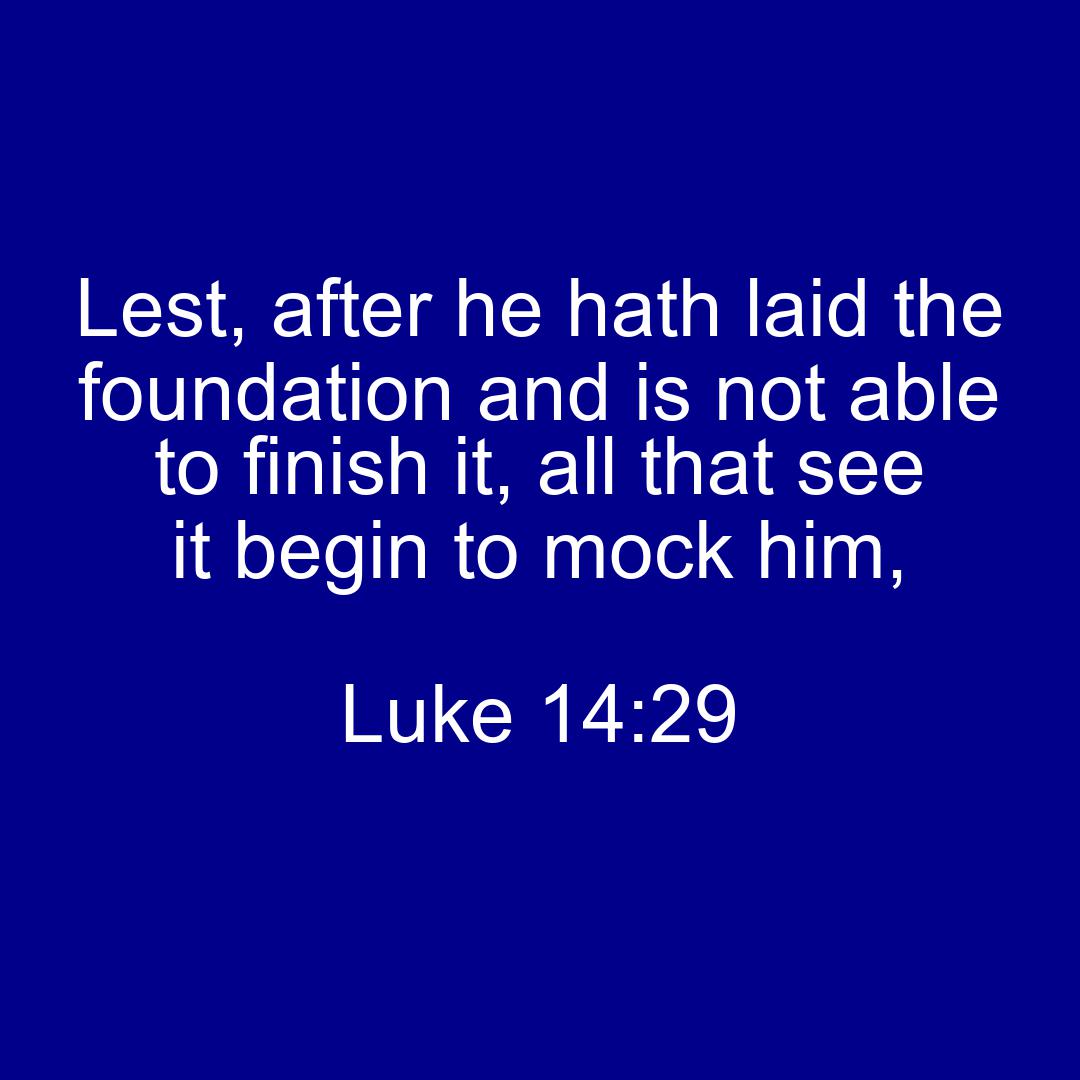 Lest, after he hath laid the
foundation and is not able
to finish it, all that see
it begin to mock him,
Luke 14:29